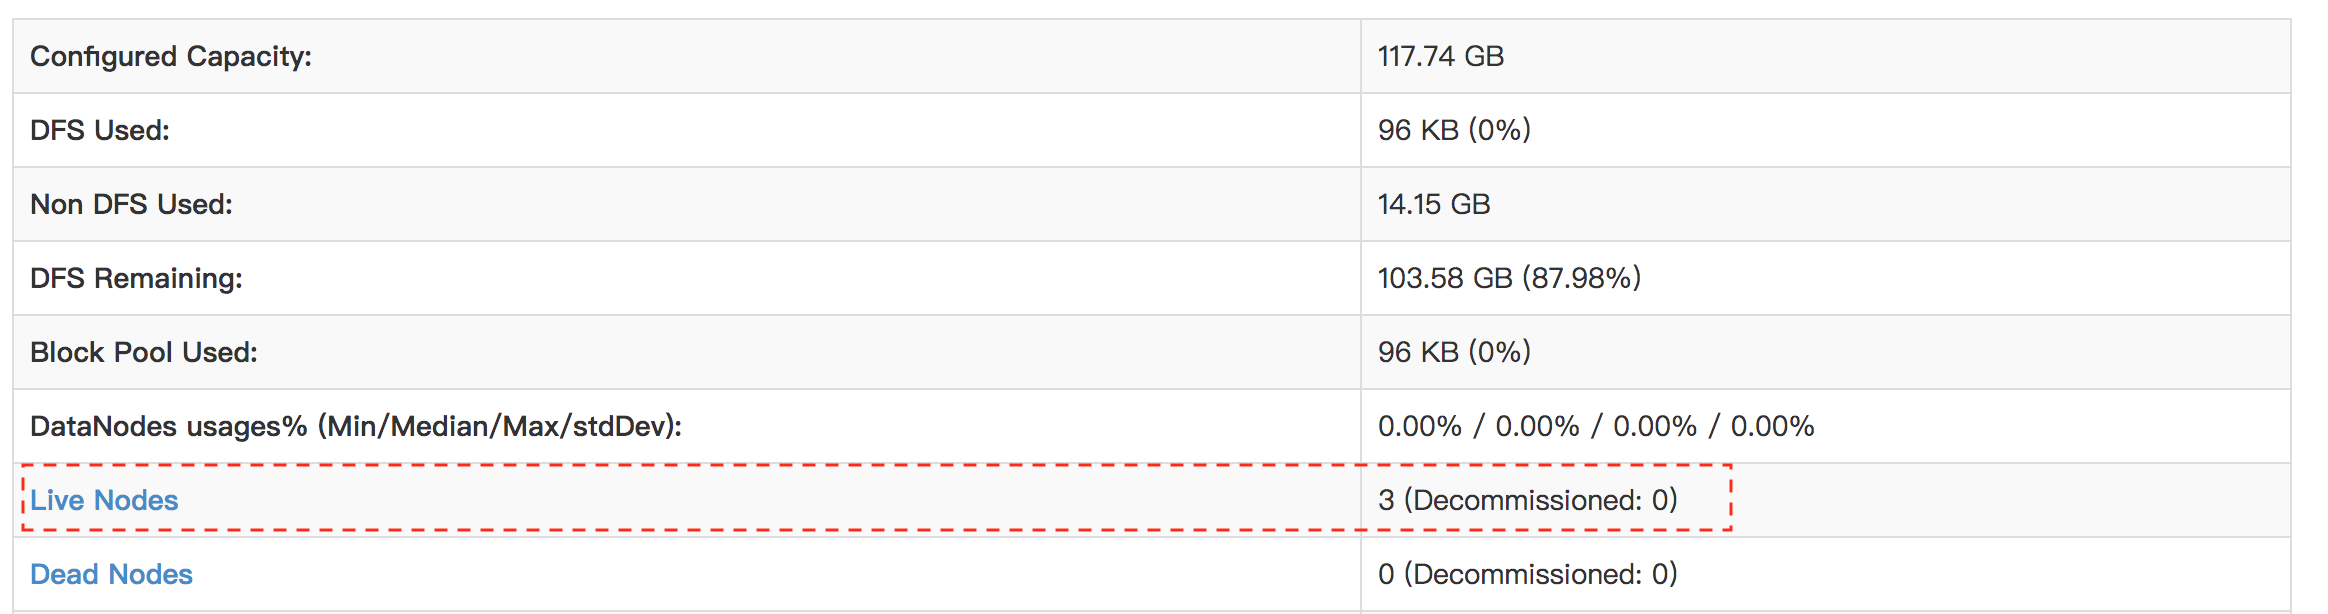 Configured Capacity: 117.74 GB
DFS Used: 96 KB (0%)
Non DFS Used: 14.15 GB
DFS Remaining: 103.58 GB (87.98%)
Block Pool Used: 96 KB (0%)
DataNodes usages% (Min/Median/Max/stdDev): 0.00% / 0.00% / 0.00% / 0.00%
Live Nodes 3 (Decommissioned: 0)
Dead Nodes 0 (Decommissioned: 0)